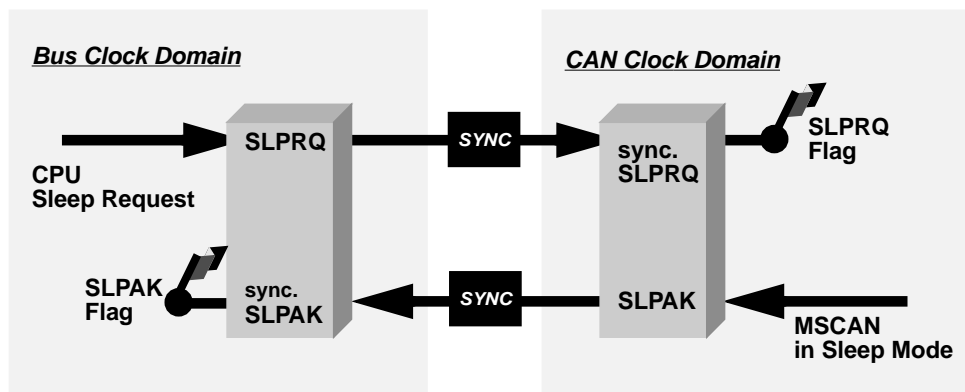 Bus Clock Domain
CAN Clock Domain
SLPRQ
SYNC
sync.
SLPRQ
SLPRQ
Flag
CPU
Sleep Request
SLPAK
Flag
sync.
SLPAK
SYNC
SLPAK
MSCAN
in Sleep Mode